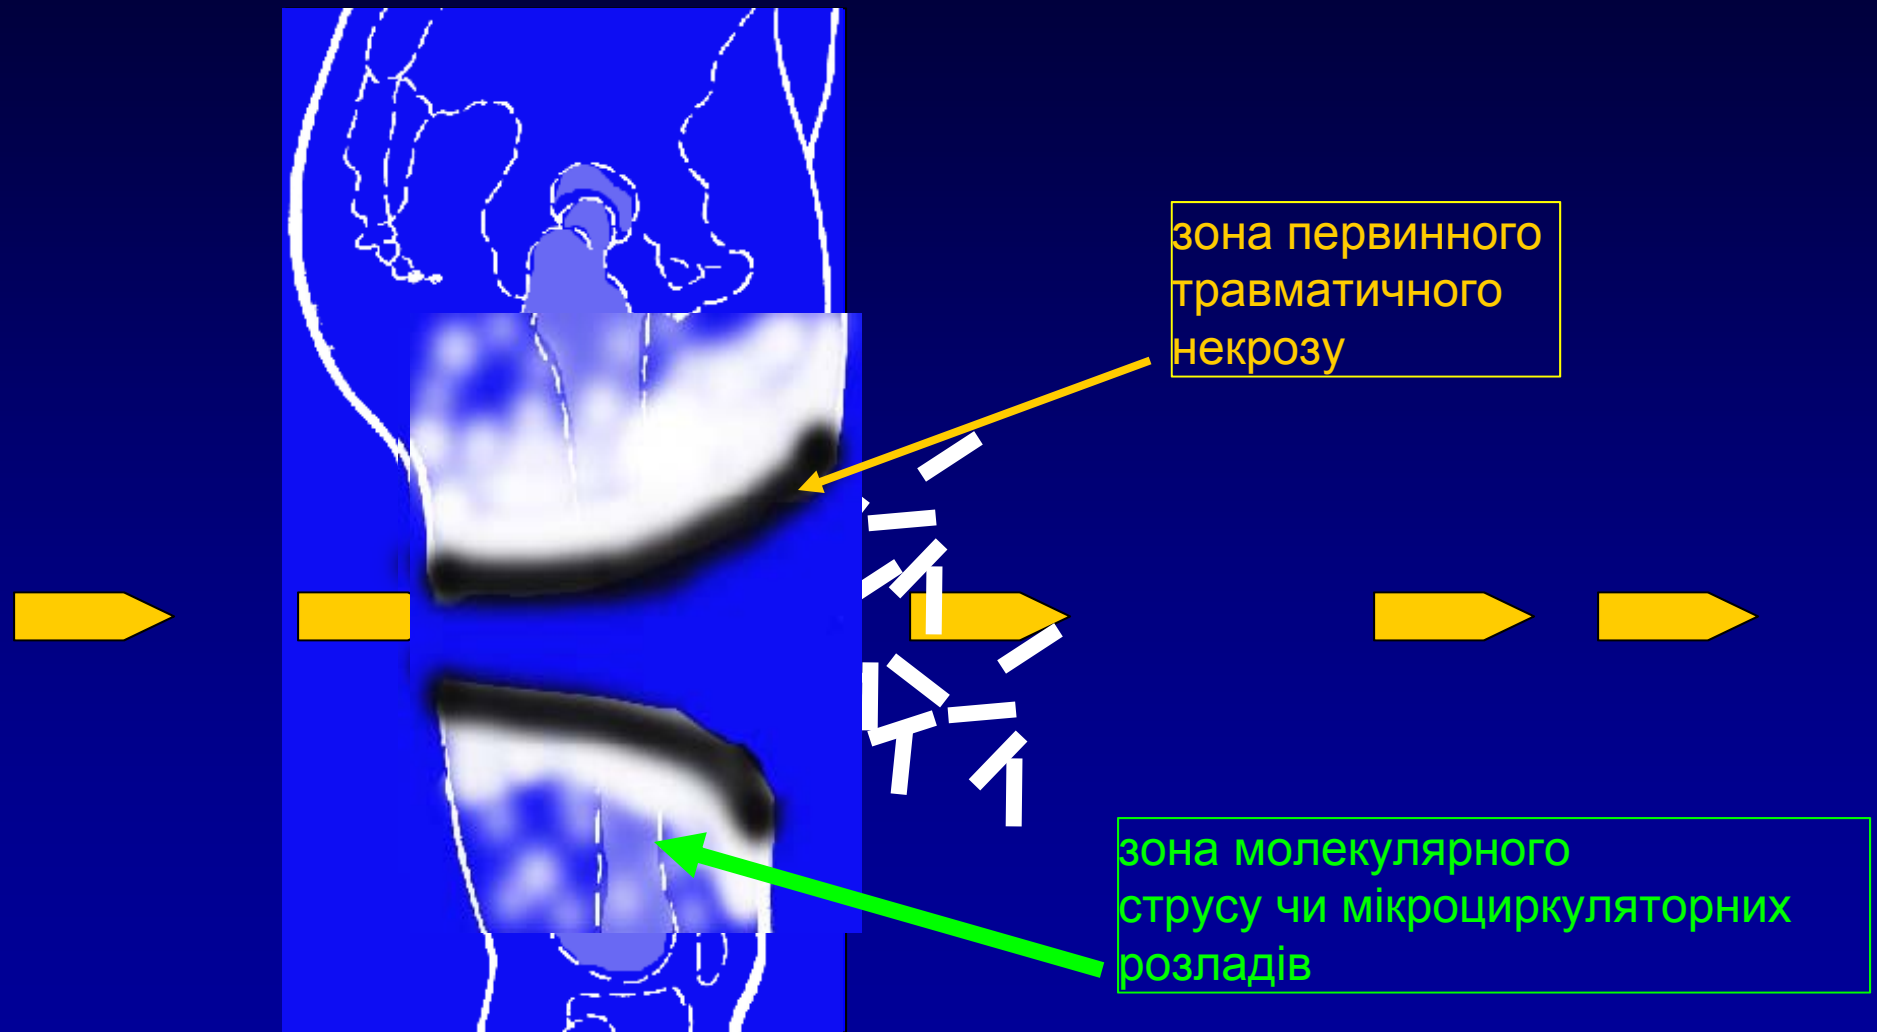 зона первинного
травматичного
некрозу
зона молекулярного
струсу чи мікроциркуляторних
розладів